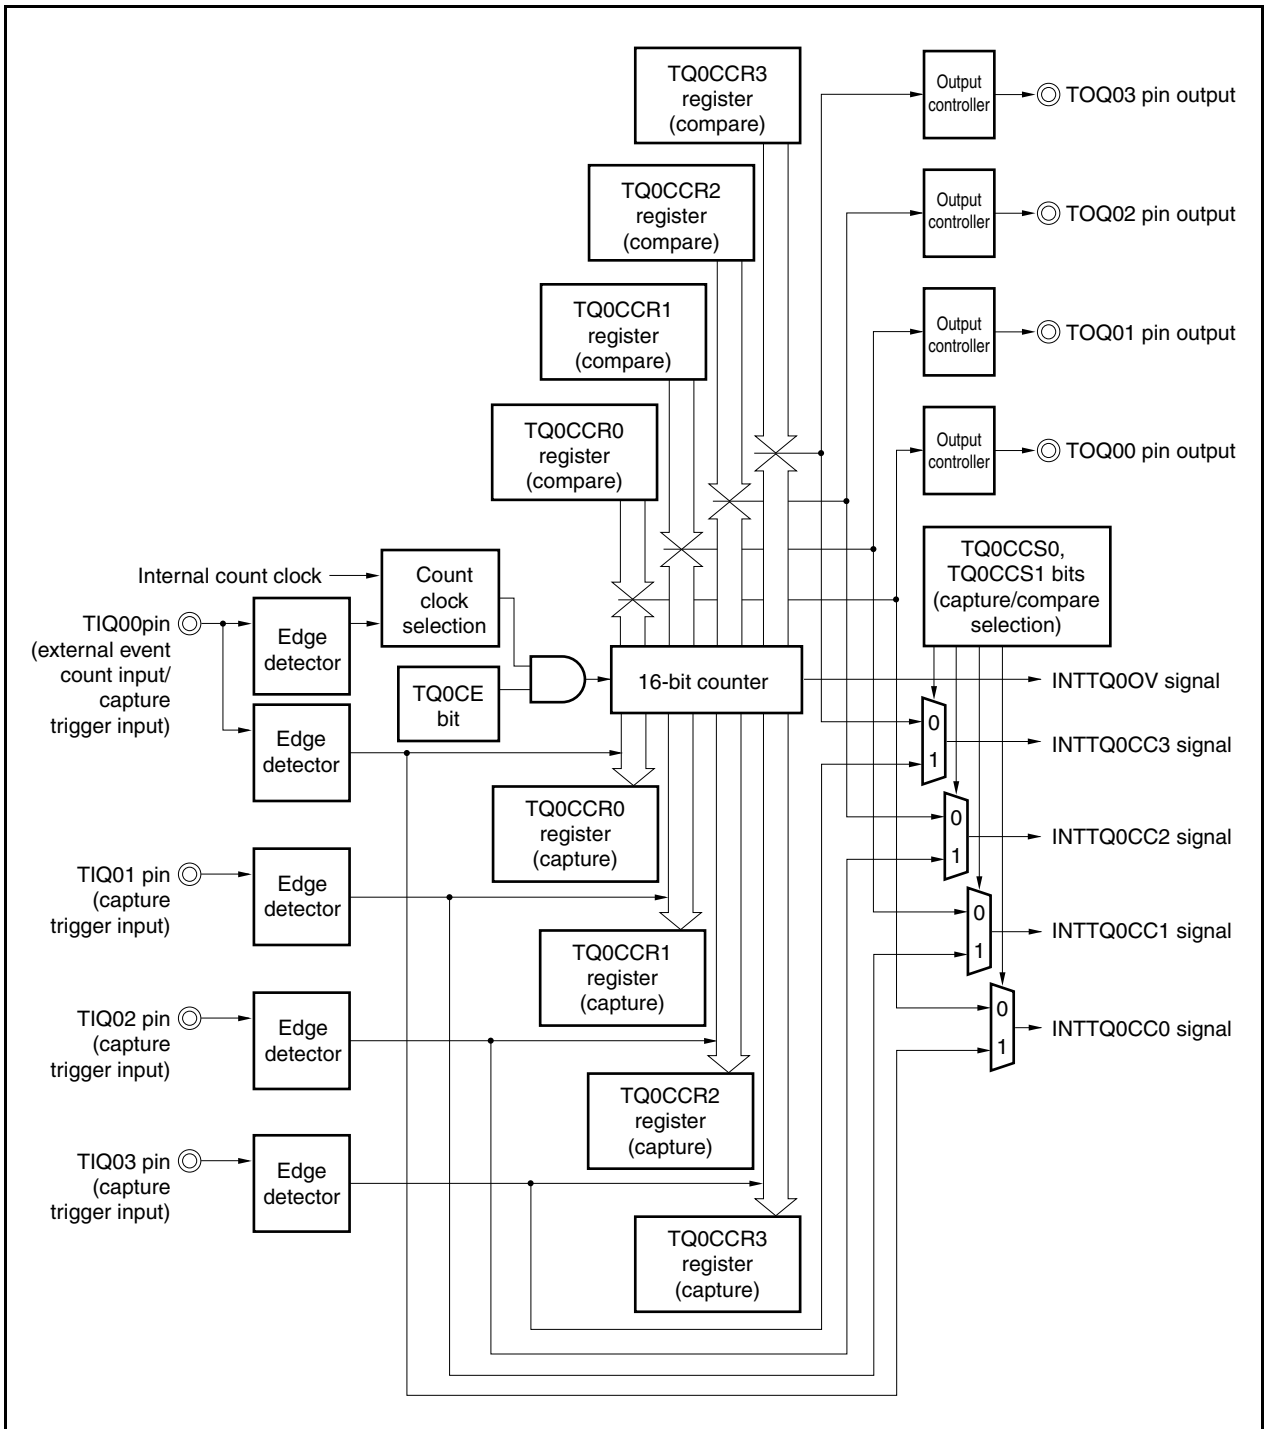 TQ0CCR3
register
(compare)
Output
controller
TOQ03 pin output
TQ0CCR2
register
(compare)
Output
controller
TOQ02 pin output
TQ0CCR1
register
(compare)
Output
controller
TOQ01 pin output
TQ0CCR0
register
(compare)
Output
controller
TOQ00 pin output
TQ0CCS0,
TQ0CCS1 bits
(capture/compare
selection)
Internal count clock
Count
clock
selection
TIQ00pin
(external event
count input/
capture
trigger input)
Edge
detector
TQ0CE
bit
16-bit counter
INTTQ0OV signal
Edge
detector
0
1
INTTQ0CC3 signal
TQ0CCR0
register
(capture)
0
1
INTTQ0CC2 signal
TIQ01 pin
(capture
trigger input)
Edge
detector
0
1
INTTQ0CC1 signal
TQ0CCR1
register
(capture)
TIQ02 pin
(capture
trigger input)
Edge
detector
0
1
INTTQ0CC0 signal
TQ0CCR2
register
(capture)
TIQ03 pin
(capture
trigger input)
Edge
detector
TQ0CCR3
register
(capture)